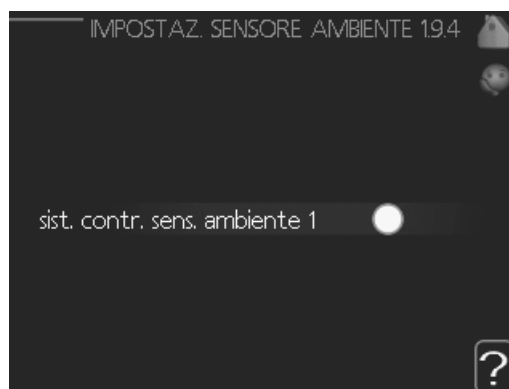 IMPOSTAZ. SENSORE AMBIENTE 1.9.4
sist. contr. sens. ambiente 1
?